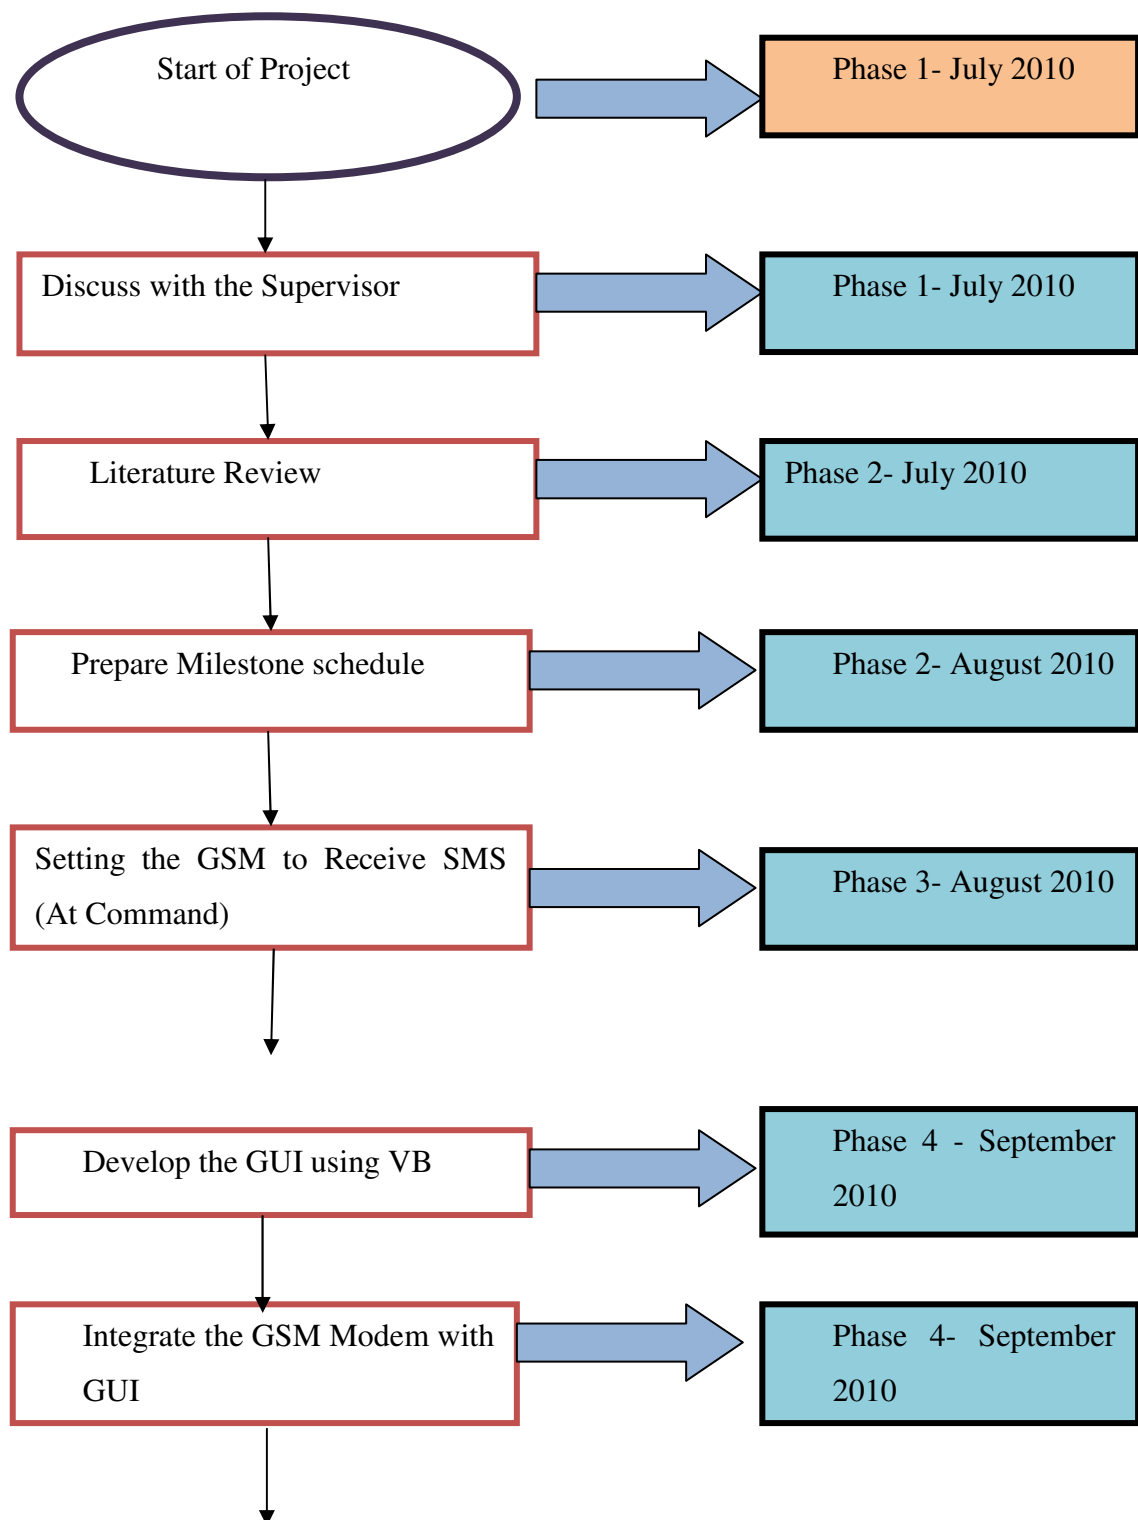 Start of Project
Phase 1- July 2010
Discuss with the Supervisor
Phase 1- July 2010
Literature Review
Phase 2- July 2010
Prepare Milestone schedule
Phase 2- August 2010
Setting the GSM to Receive SMS
(At Command)
Phase 3- August 2010
Develop the GUI using VB
Phase 4 - September
2010
Integrate the GSM Modem with
GUI
Phase 4- September
2010